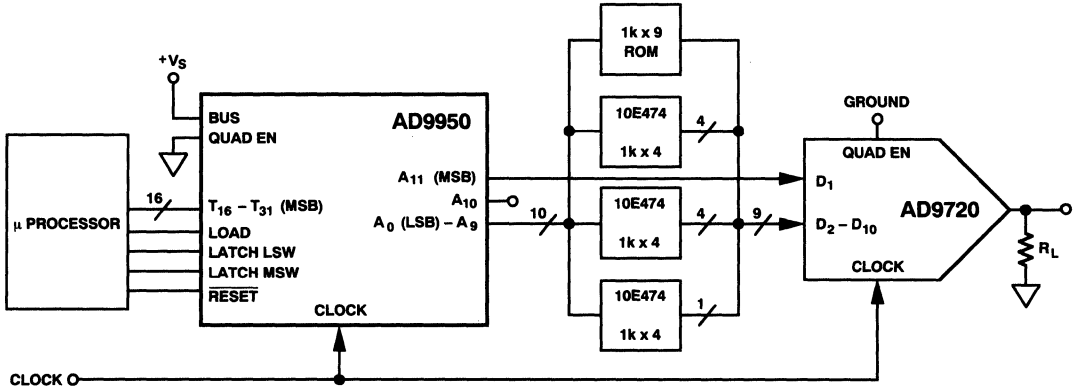 +VS
BUS
QUAD EN
AD9950
μ PROCESSOR
16
T16 – T31 (MSB)
LOAD
LATCH LSW
LATCH MSW
RESET
CLOCK
A11 (MSB)
A10
A0 (LSB) – A9
10
1k x 9
ROM
10E474
1k x 4
4
10E474
1k x 4
4
10E474
1k x 4
1
9
GROUND
QUAD EN
D1
AD9720
D2 – D10
CLOCK
RL
CLOCK